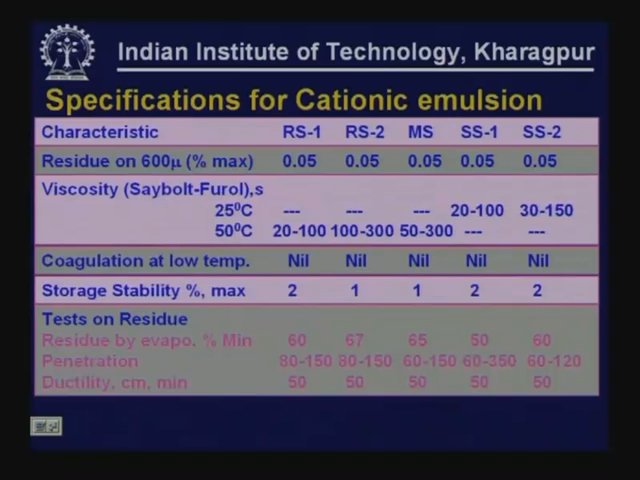 Indian Institute of Technology, Kharagpur
Specifications for Cationic emulsion
Characteristic RS-1 RS-2 MS SS-1 SS-2
Residue on 600μ (% max) 0.05 0.05 0.05 0.05 0.05
Viscosity (Saybolt-Furol),s
25⁰C --- --- --- 20-100 30-150
50⁰C 20-100 100-300 50-300 --- ---
Coagulation at low temp. Nil Nil Nil Nil Nil
Storage Stability %, max 2 1 1 2 2
Tests on Residue
Residue by evapo. % Min 60 67 65 50 60
Penetration 80-150 80-150 60-150 60-350 60-120
Ductility, cm, min 50 50 50 50 50